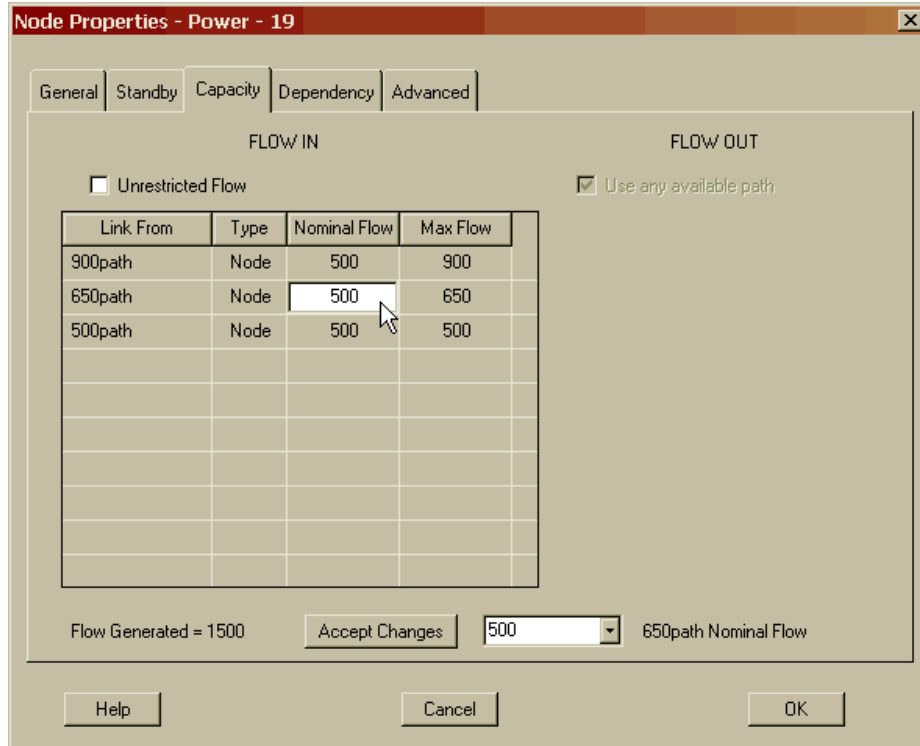 Node Properties - Power - 19
General Standby Capacity Dependency Advanced
FLOW IN FLOW OUT
Unrestricted Flow Use any available path
Link From Type Nominal Flow Max Flow
900path Node 500 900
650path Node 500 650
500path Node 500 500
Flow Generated = 1500 Accept Changes 500 650path Nominal Flow
Help Cancel OK